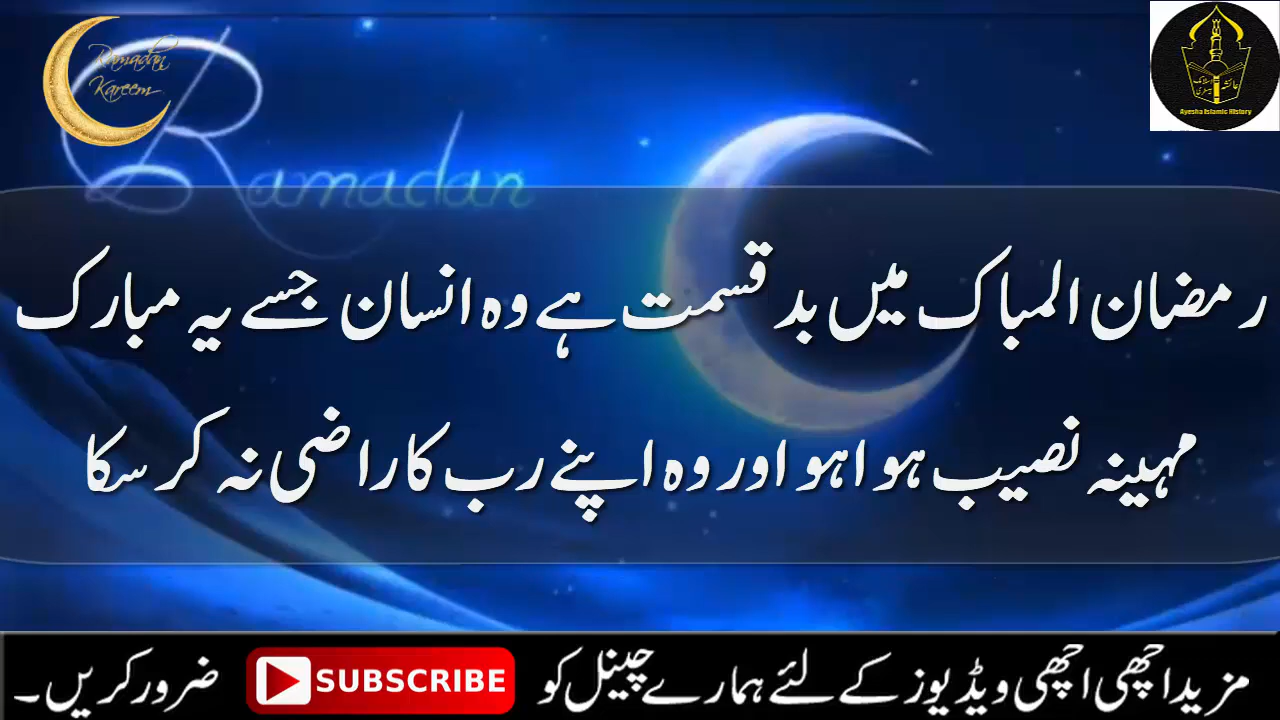 Ramadan
Kareem
Ramadan
Ayesha Islamic History
رمضان المباک میں بد قسمت ہے وہ انسان جسے یہ مبارک
مہینہ نصیب ہوا ہو اور وہ اپنے رب کا راضی نہ کر سکا
مزید اچھی اچھی ویڈیوز کے لئے ہمارے چینل کو SUBSCRIBE ضرور کریں۔